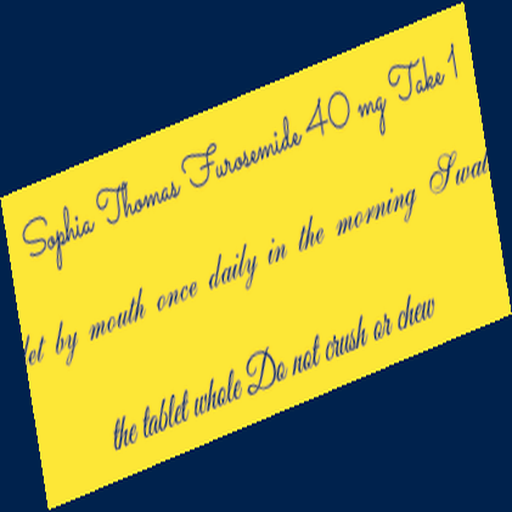 Sophia Thomas Furosemide 40 mg Take 1
by mouth once daily in the morning
the tablet whole Do not crush or chew